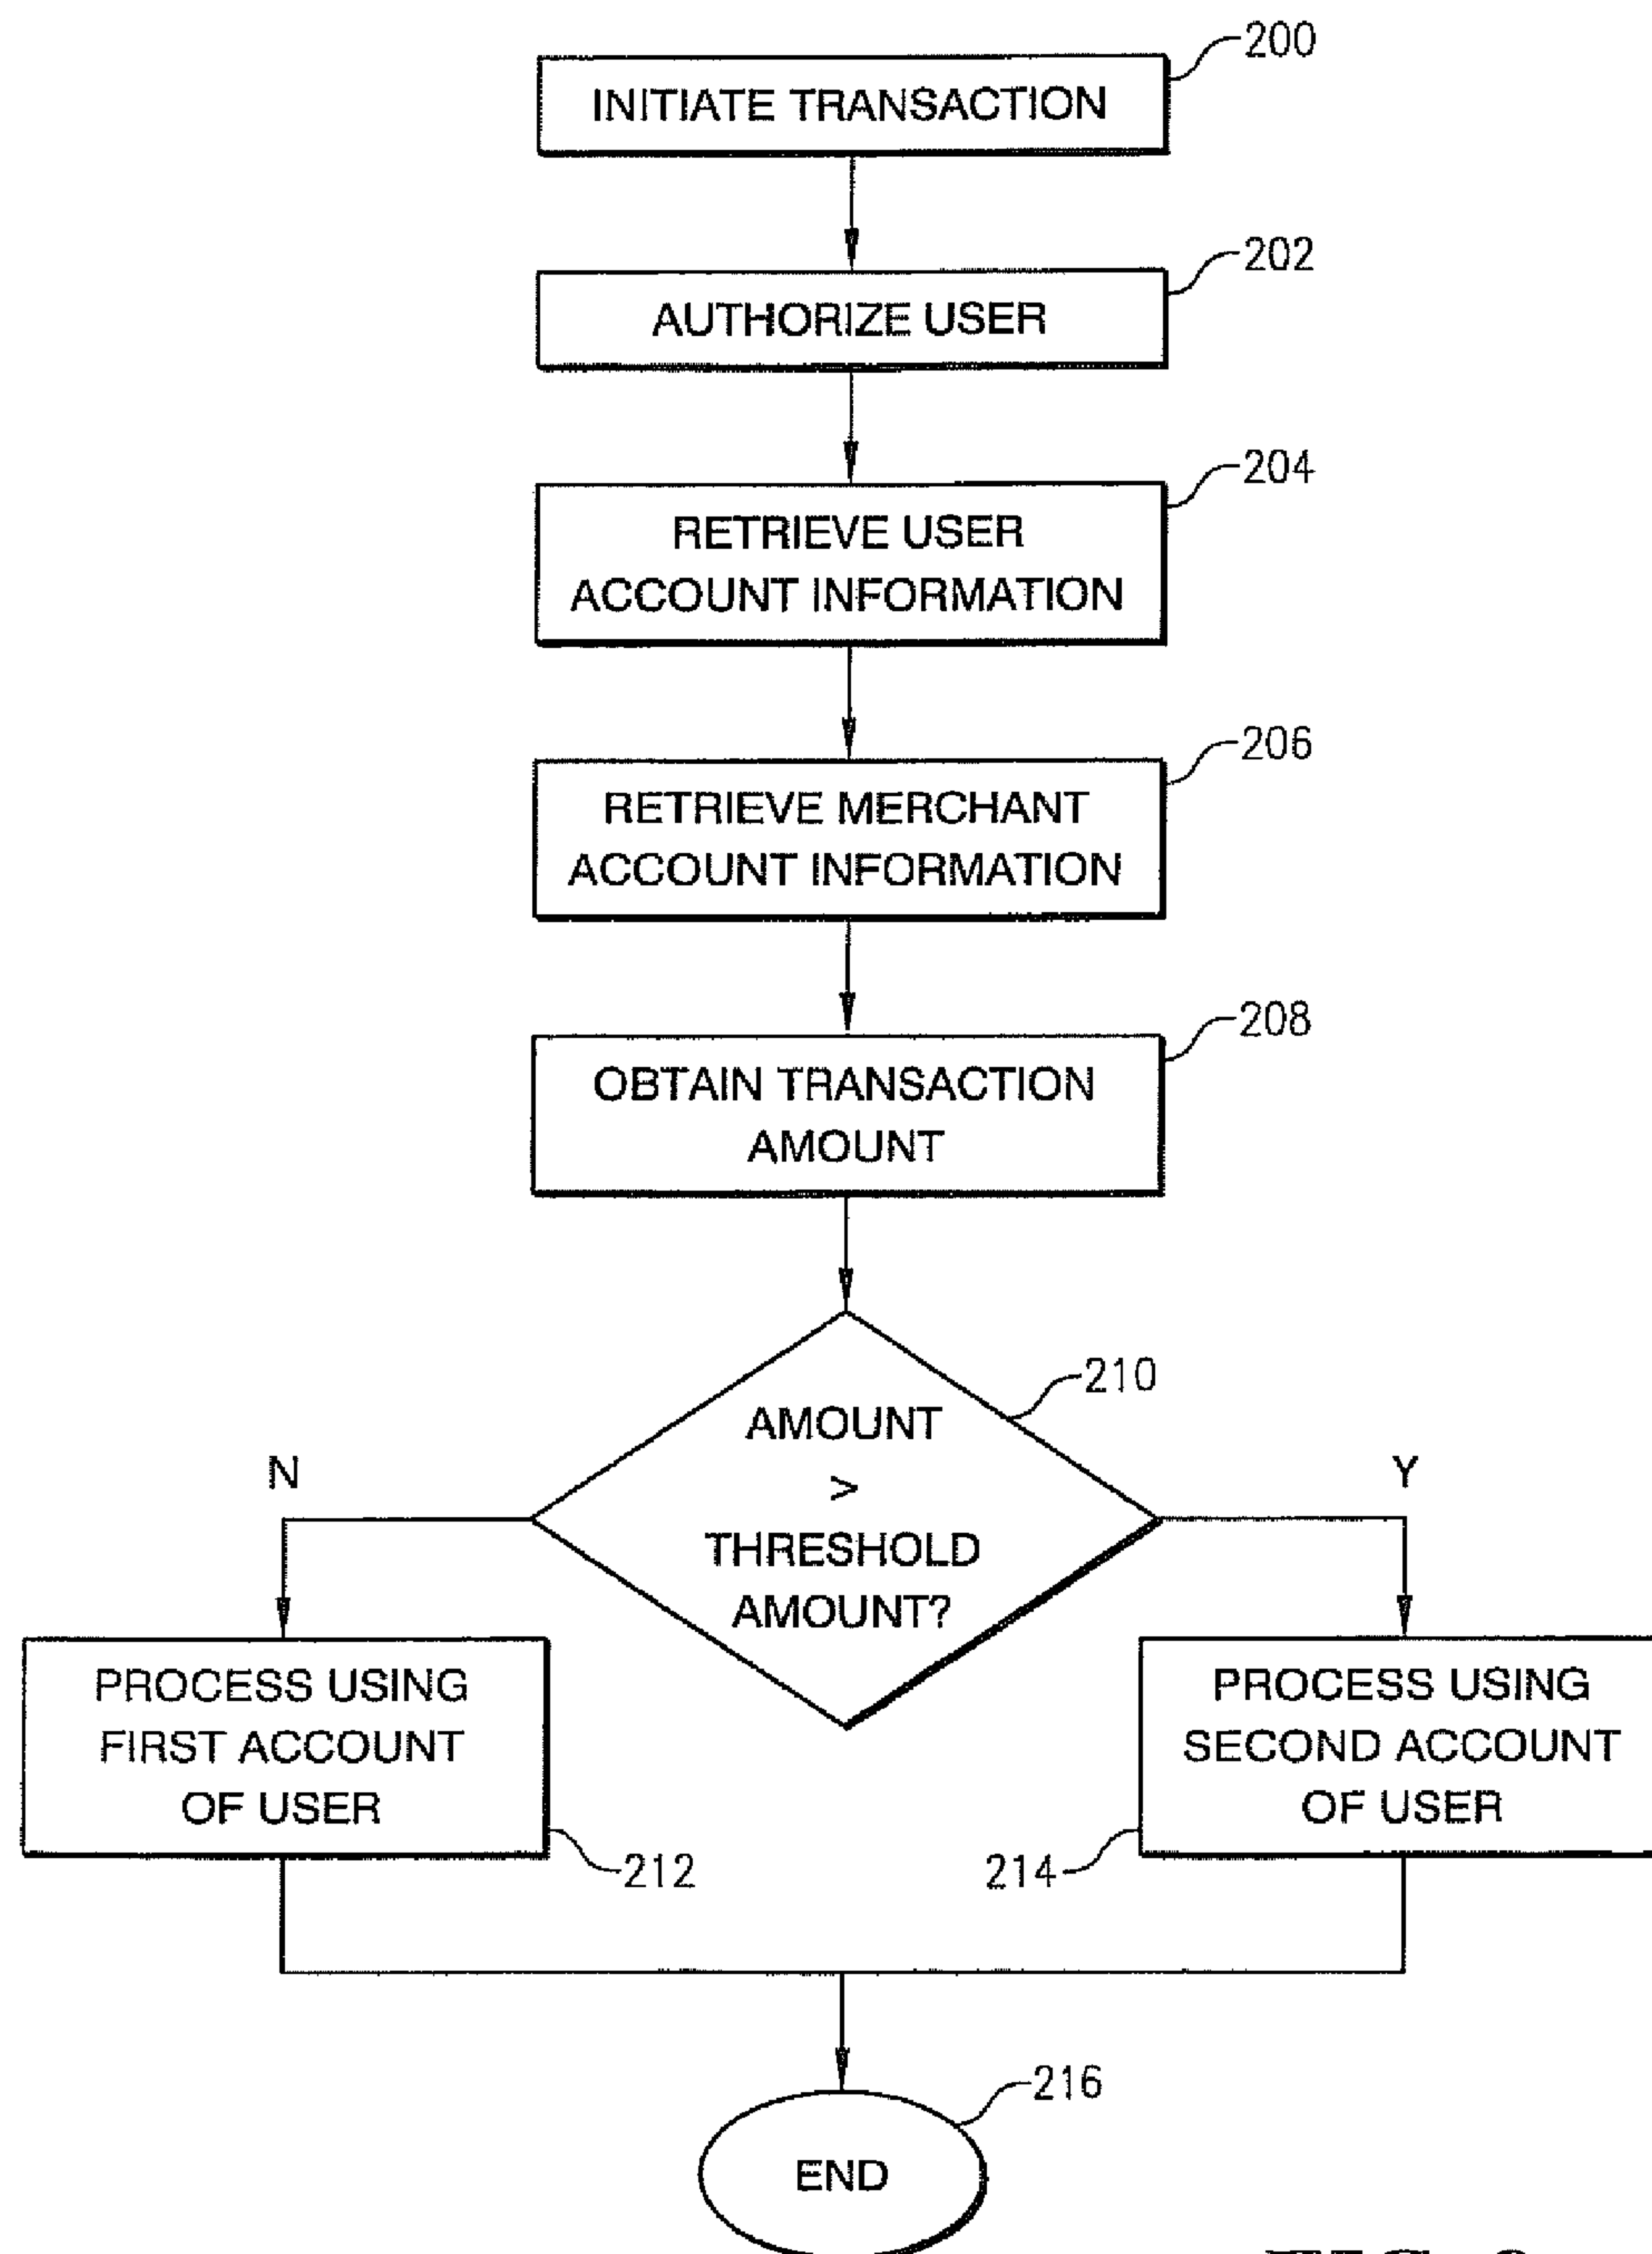 200
INITIATE TRANSACTION
202
AUTHORIZE USER
204
RETRIEVE USER
ACCOUNT INFORMATION
206
RETRIEVE MERCHANT
ACCOUNT INFORMATION
208
OBTAIN TRANSACTION
AMOUNT
210
AMOUNT
>
THRESHOLD
AMOUNT?
N
Y
PROCESS USING
FIRST ACCOUNT
OF USER
212
PROCESS USING
SECOND ACCOUNT
OF USER
214
216
END